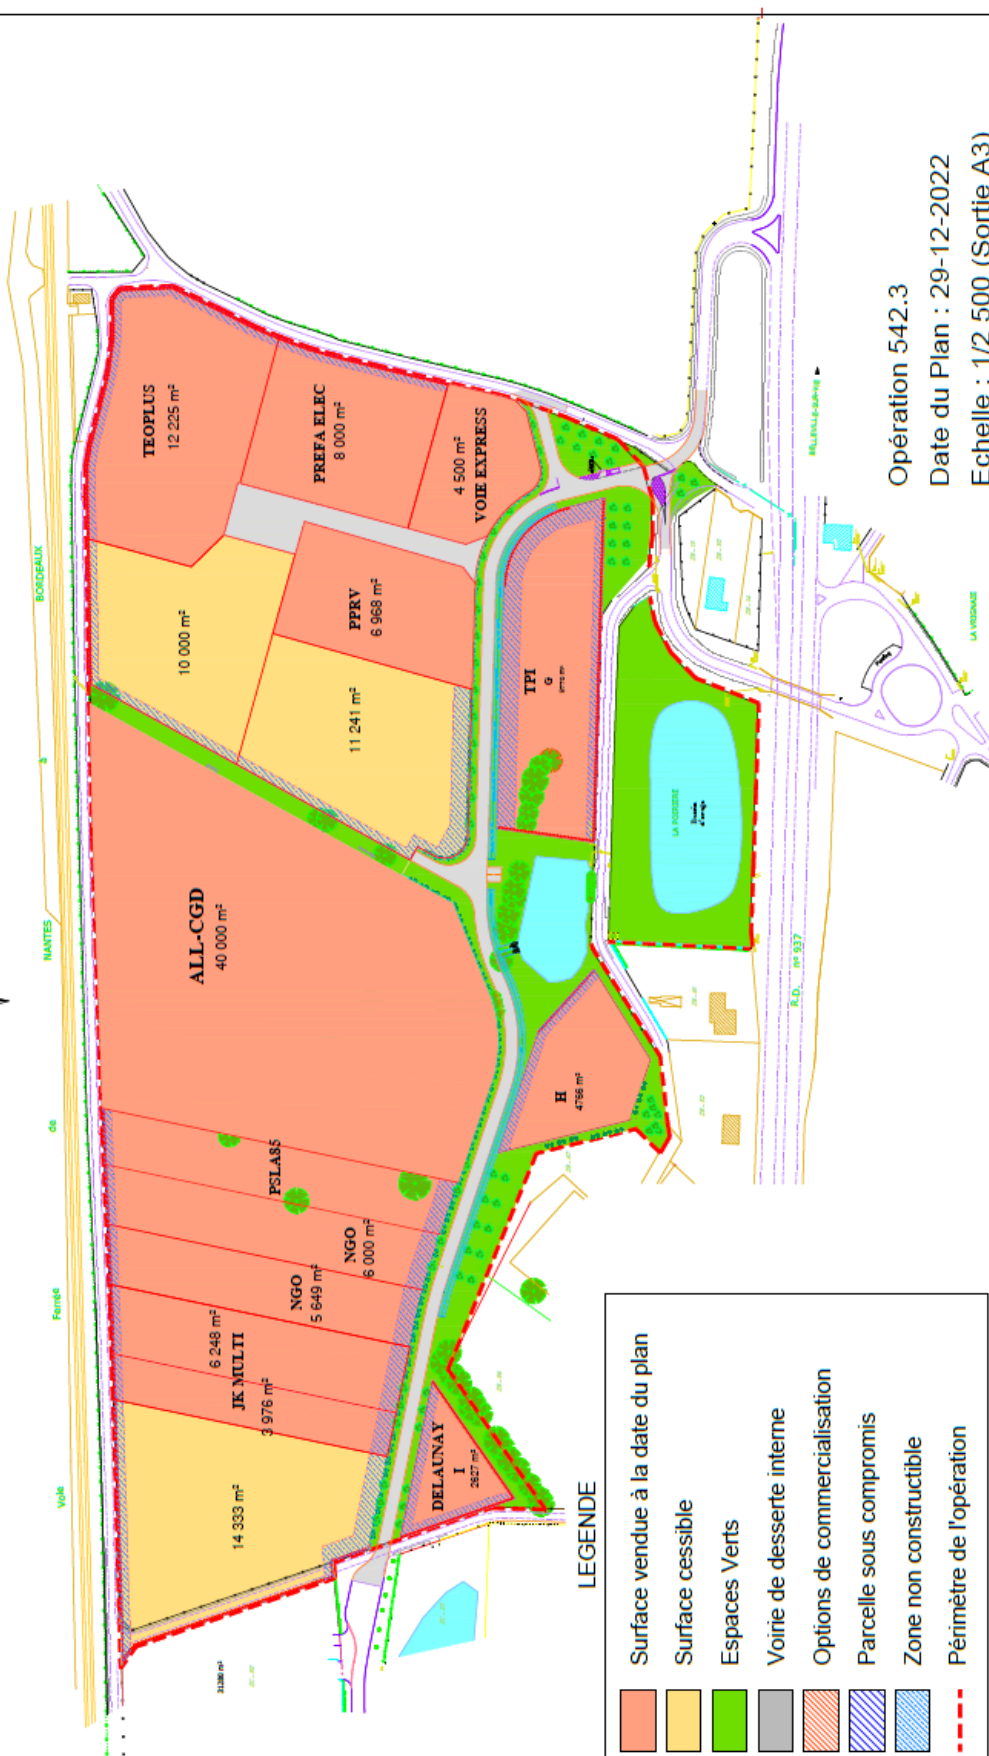 Voie
Ferrée
de
NANTES
à
BORDEAUX
TEOPLUS
12 225 m²
PREFA ELEC
8 000 m²
4 500 m²
VOIE EXPRESS
10 000 m²
PPRV
6 968 m²
11 241 m²
TPI
G
ALL-CGD
40 000 m²
H
4766 m²
PSLA85
NGO
6 000 m²
NGO
5 649 m²
6 248 m²
JK MULTI
3 976 m²
14 333 m²
DELAUNAY
I
2627 m²
31280 m²
LA VRIGNAIE
R.D. n° 937
Opération 542.3
Date du Plan : 29-12-2022
Echelle : 1/2 500 (Sortie A3)
LEGENDE
Surface vendue à la date du plan
Surface cessible
Espaces Verts
Voirie de desserte interne
Options de commercialisation
Parcelle sous compromis
Zone non constructible
Périmètre de l'opération